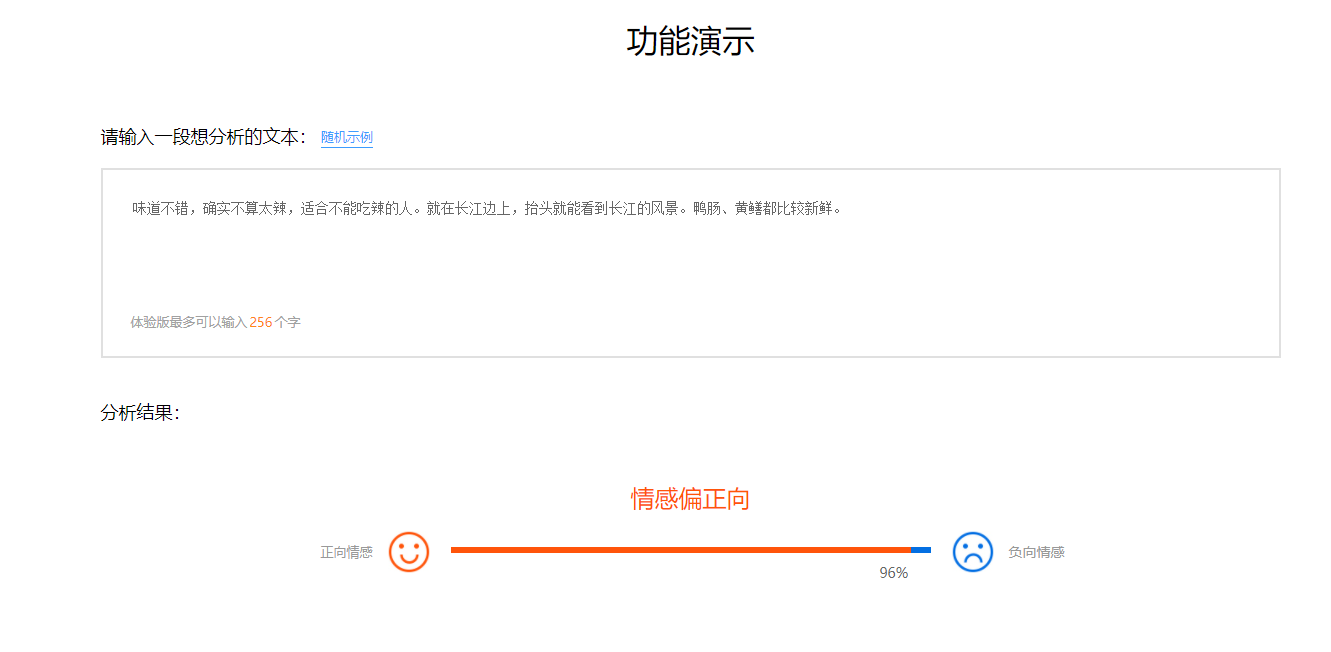 功能演示
请输入一段想分析的文本： 随机示例
味道不错，确实不算太辣，适合不能吃辣的人。就在长江边上，抬头就能看到长江的风景。鸭肠、黄鳝都比较新鲜。
体验版最多可以输入 256 个字
分析结果：
情感偏正向
正向情感 负向情感
96%